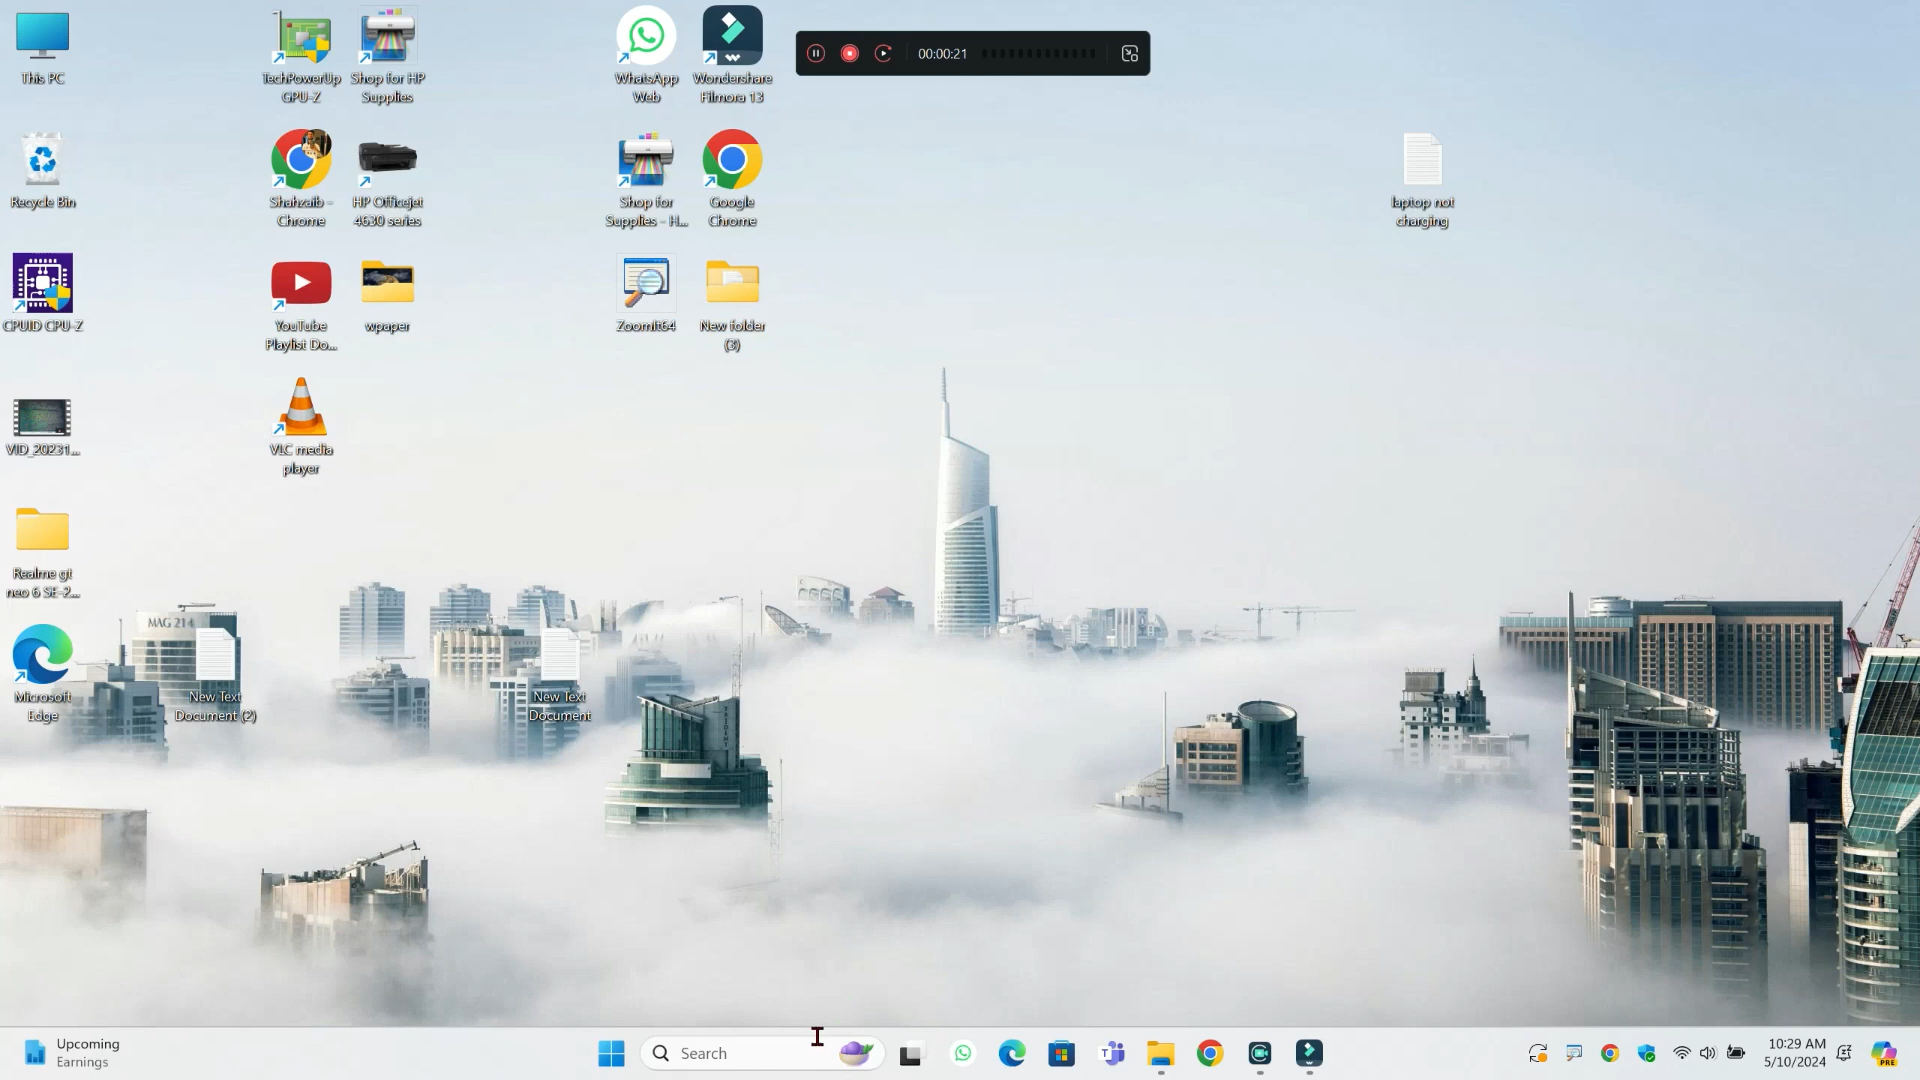 This PC
TechPowerUp
GPU-Z
Shop for HP
Supplies
WhatsApp
Web
Wondershare
Filmora 13
00:00:21
Recycle Bin
Shahzaib -
Chrome
HP Officejet
4630 series
Shop for
Supplies - H...
Google
Chrome
laptop not
charging
CPUID CPU-Z
YouTube
Playlist Do...
wpaper
ZoomIt64
New folder
(3)
VID_20231...
VLC media
player
Realme gt
neo 6 SE-2...
MAG 214
Microsoft
Edge
New Text
Document (2)
New Text
Document
Upcoming
Earnings
Search
10:29 AM
5/10/2024
PRE